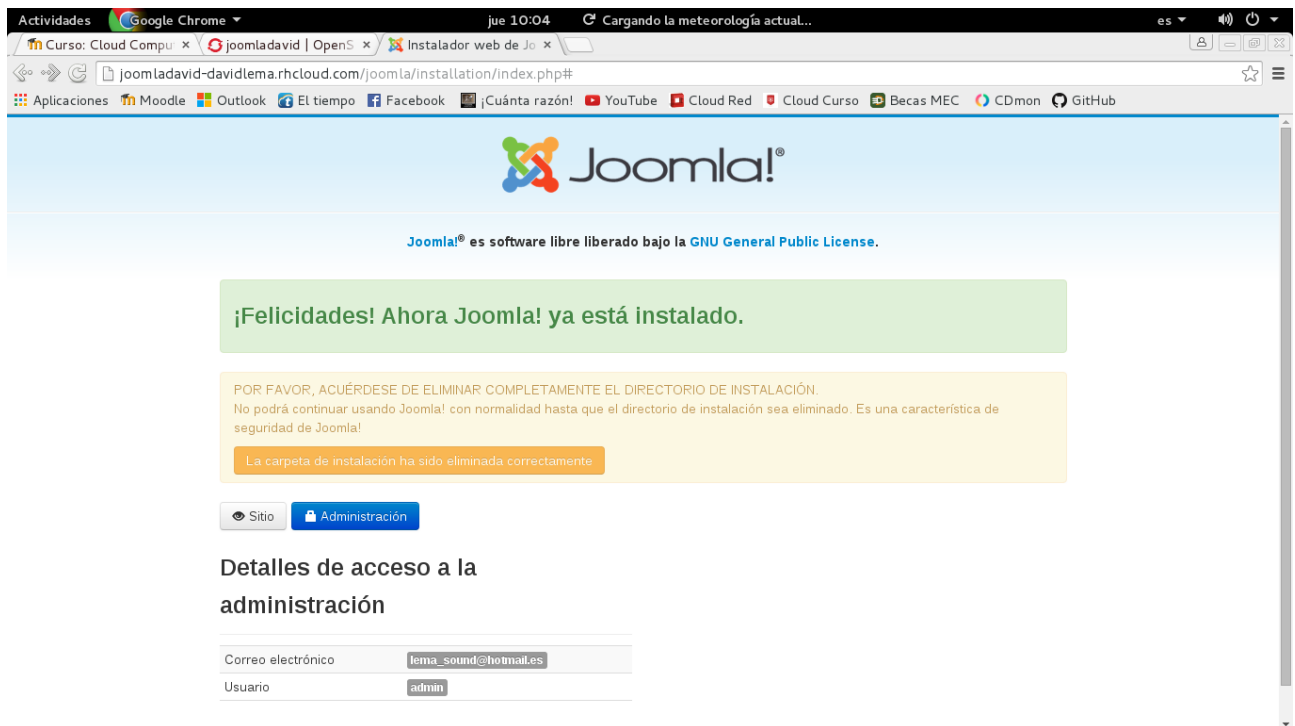 Actividades Google Chrome jue 10:04 Cargando la meteorología actual... es
Curso: Cloud Compu joomladavid | OpenS Instalador web de Jo
joomladavid-davidlema.rhcloud.com/joomla/installation/index.php#
Aplicaciones Moodle Outlook El tiempo Facebook ¡Cuánta razón! YouTube Cloud Red Cloud Curso Becas MEC CDmon GitHub
Joomla!®
Joomla!® es software libre liberado bajo la GNU General Public License.
¡Felicidades! Ahora Joomla! ya está instalado.
POR FAVOR, ACUÉRDESE DE ELIMINAR COMPLETAMENTE EL DIRECTORIO DE INSTALACIÓN.
No podrá continuar usando Joomla! con normalidad hasta que el directorio de instalación sea eliminado. Es una característica de
seguridad de Joomla!
La carpeta de instalación ha sido eliminada correctamente
Sitio Administración
Detalles de acceso a la
administración
Correo electrónico lema_sound@hotmail.es
Usuario admin